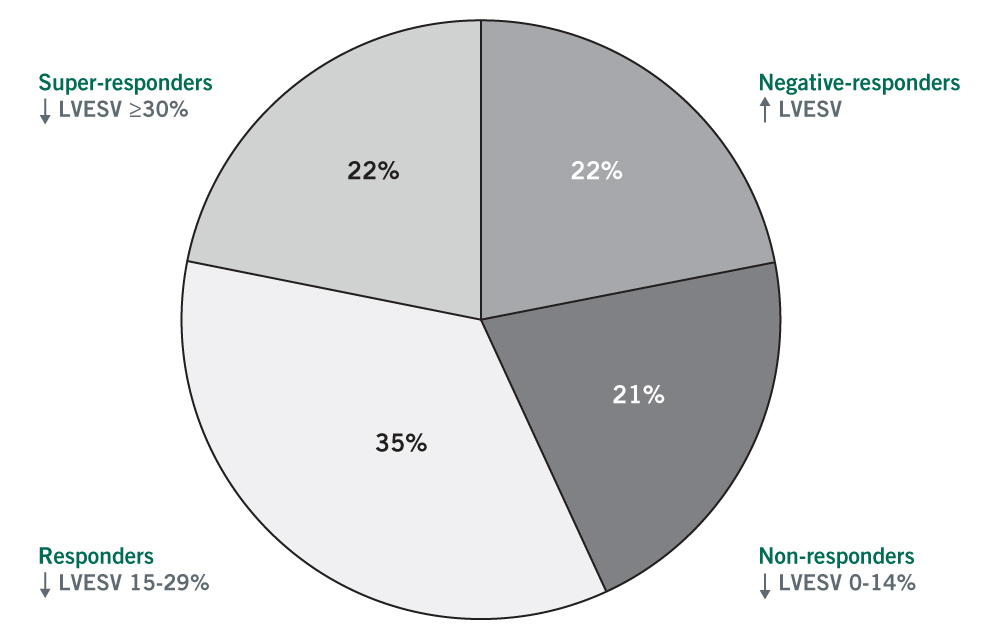 Super-responders
↓ LVESV ≥30%
Negative-responders
↑ LVESV
22%
22%
21%
35%
Responders
↓ LVESV 15-29%
Non-responders
↓ LVESV 0-14%